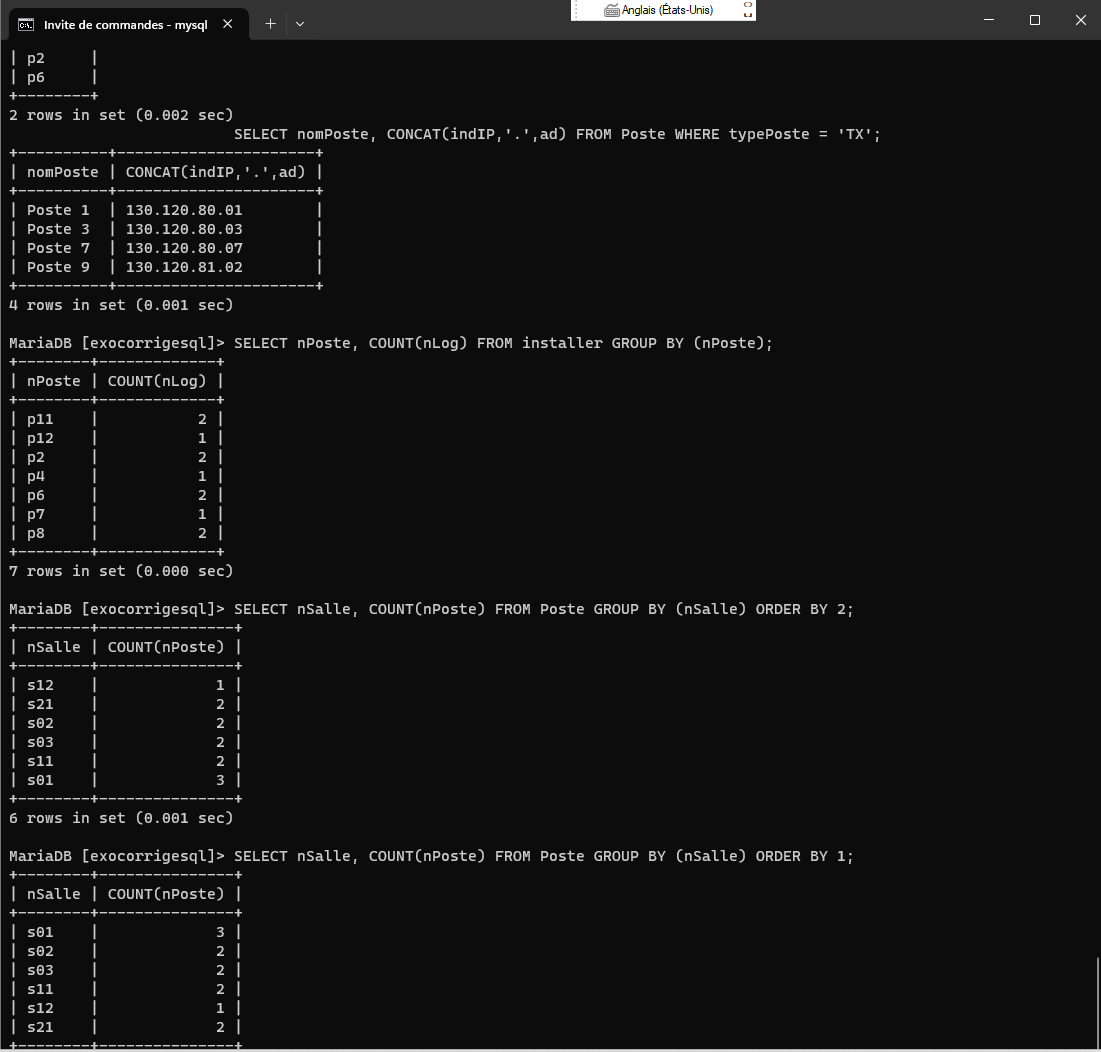 Invite de commandes - mysql
Anglais (États-Unis)
| p2     |
| p6     |
+--------+
2 rows in set (0.002 sec)
                         SELECT nomPoste, CONCAT(indIP,'.',ad) FROM Poste WHERE typePoste = 'TX';
+----------+----------------------+
| nomPoste | CONCAT(indIP,'.',ad) |
+----------+----------------------+
| Poste 1  | 130.120.80.01        |
| Poste 3  | 130.120.80.03        |
| Poste 7  | 130.120.80.07        |
| Poste 9  | 130.120.81.02        |
+----------+----------------------+
4 rows in set (0.001 sec)

MariaDB [exocorrigesql]> SELECT nPoste, COUNT(nLog) FROM installer GROUP BY (nPoste);
+--------+-------------+
| nPoste | COUNT(nLog) |
+--------+-------------+
| p11    |           2 |
| p12    |           1 |
| p2     |           2 |
| p4     |           1 |
| p6     |           2 |
| p7     |           1 |
| p8     |           2 |
+--------+-------------+
7 rows in set (0.000 sec)

MariaDB [exocorrigesql]> SELECT nSalle, COUNT(nPoste) FROM Poste GROUP BY (nSalle) ORDER BY 2;
+--------+---------------+
| nSalle | COUNT(nPoste) |
+--------+---------------+
| s12    |             1 |
| s21    |             2 |
| s02    |             2 |
| s03    |             2 |
| s11    |             2 |
| s01    |             3 |
+--------+---------------+
6 rows in set (0.001 sec)

MariaDB [exocorrigesql]> SELECT nSalle, COUNT(nPoste) FROM Poste GROUP BY (nSalle) ORDER BY 1;
+--------+---------------+
| nSalle | COUNT(nPoste) |
+--------+---------------+
| s01    |             3 |
| s02    |             2 |
| s03    |             2 |
| s11    |             2 |
| s12    |             1 |
| s21    |             2 |
+--------+---------------+